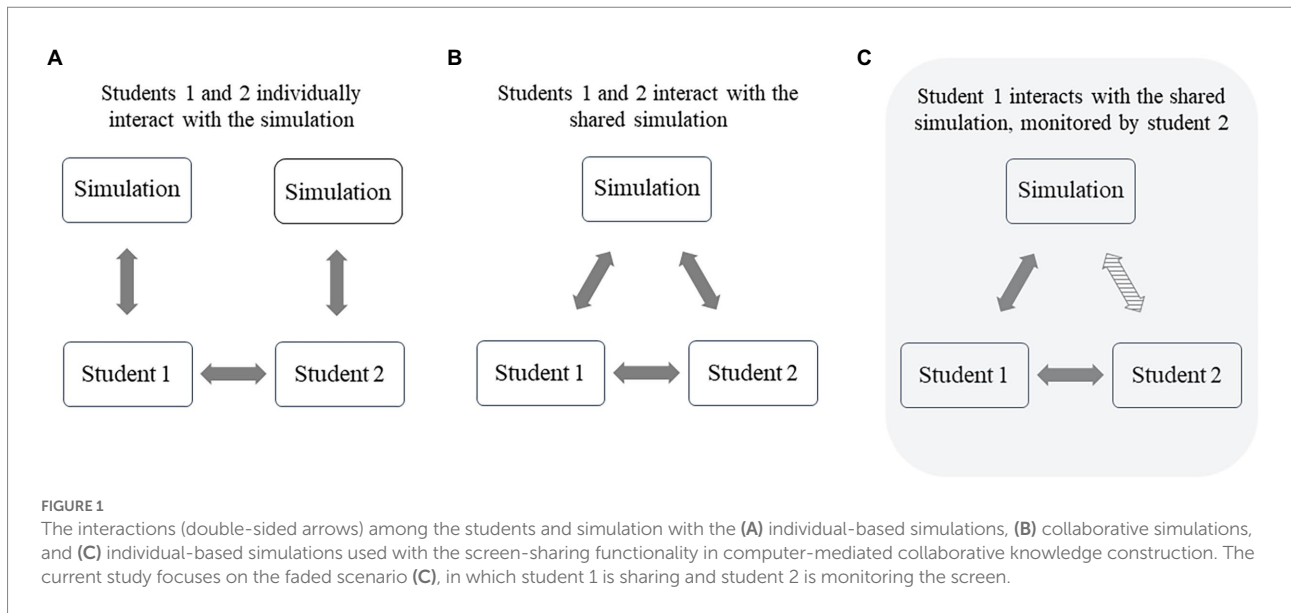 A
Students 1 and 2 individually
interact with the simulation
Simulation
Simulation
Student 1
Student 2
B
Students 1 and 2 interact with the
shared simulation
Simulation
Student 1
Student 2
C
Student 1 interacts with the shared
simulation, monitored by student 2
Simulation
Student 1
Student 2
FIGURE 1
The interactions (double-sided arrows) among the students and simulation with the (A) individual-based simulations, (B) collaborative simulations,
and (C) individual-based simulations used with the screen-sharing functionality in computer-mediated collaborative knowledge construction. The
current study focuses on the faded scenario (C), in which student 1 is sharing and student 2 is monitoring the screen.